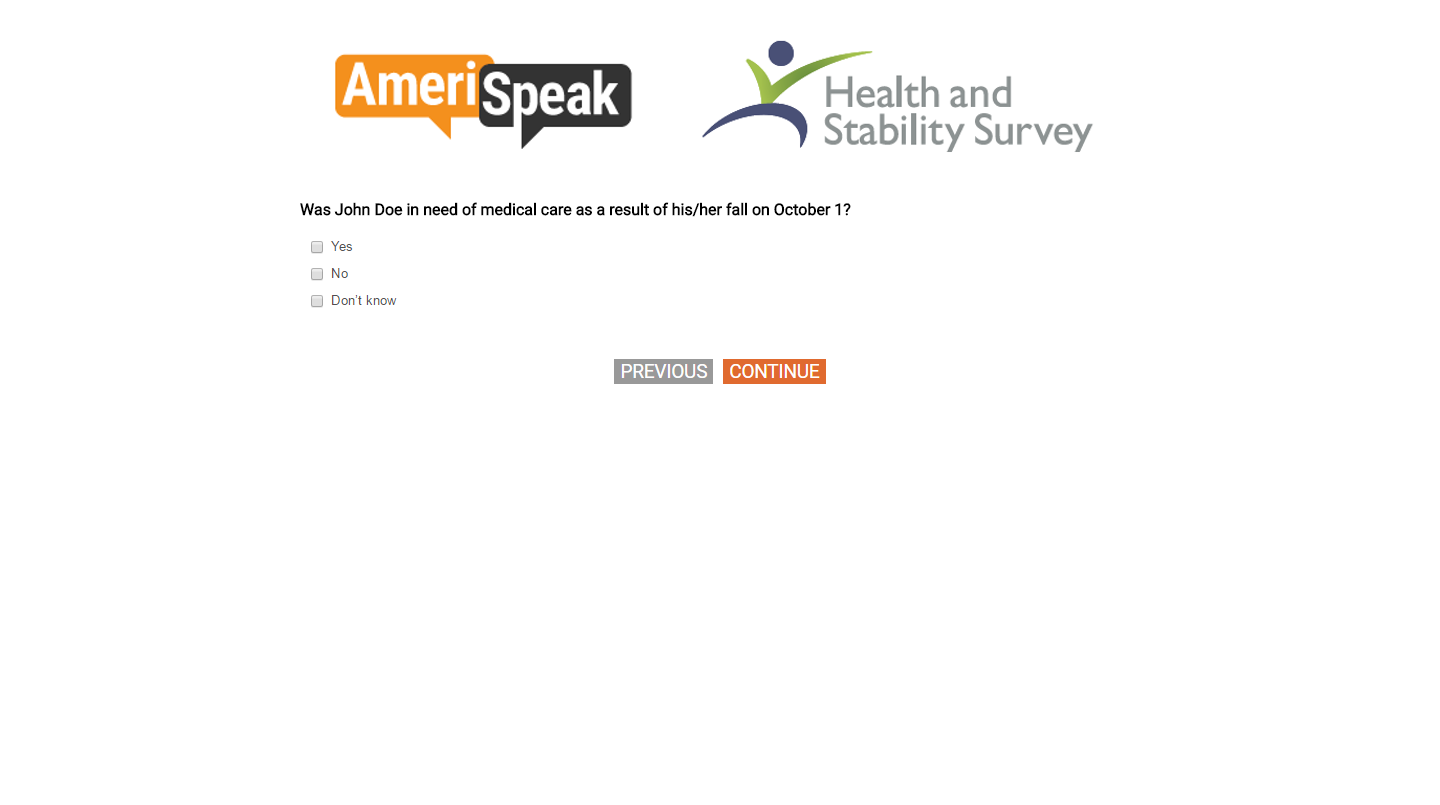 AmeriSpeak
Health and
Stability Survey
Was John Doe in need of medical care as a result of his/her fall on October 1?
Yes
No
Don't know
PREVIOUS CONTINUE